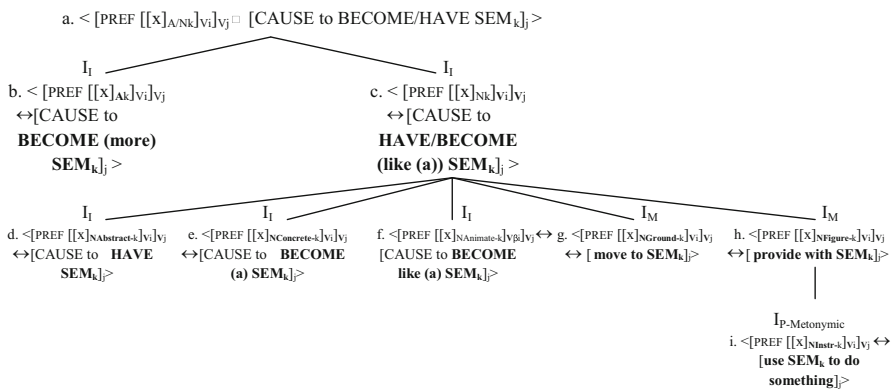 a. < [PREF [[x]A/Nk]Vi]Vj□ [CAUSE to BECOME/HAVE SEMk]j>
II II
b. < [PREF [[x]Ak]Vi]Vj c. < [PREF [[x]Nk]Vi]Vj
↔[CAUSE to ↔[CAUSE to
BECOME (more) HAVE/BECOME
SEMk]j > (like (a)) SEMk]j >
II II II IM IM
d. <[PREF [[x]NAbstract-k]Vi]Vj e. <[PREF [[x]NConcrete-k]Vi]Vj f. <[PREF [[x]NAnimate-k]Vβi]Vj ↔ g. <[PREF [[x]NGround-k]Vi]Vj h. <[PREF [[x]NFigure-k]Vi]Vj
↔[CAUSE to HAVE ↔[CAUSE to BECOME [CAUSE to BECOME ↔[ move to SEMk]j> ↔[ provide with SEMk]j>
SEMk]j> (a) SEMk]j> like (a) SEMk]j>
IP-Metonymic
i. <[PREF [[x]NInstr-k]Vi]Vj ↔
[use SEMk to do
something]j>